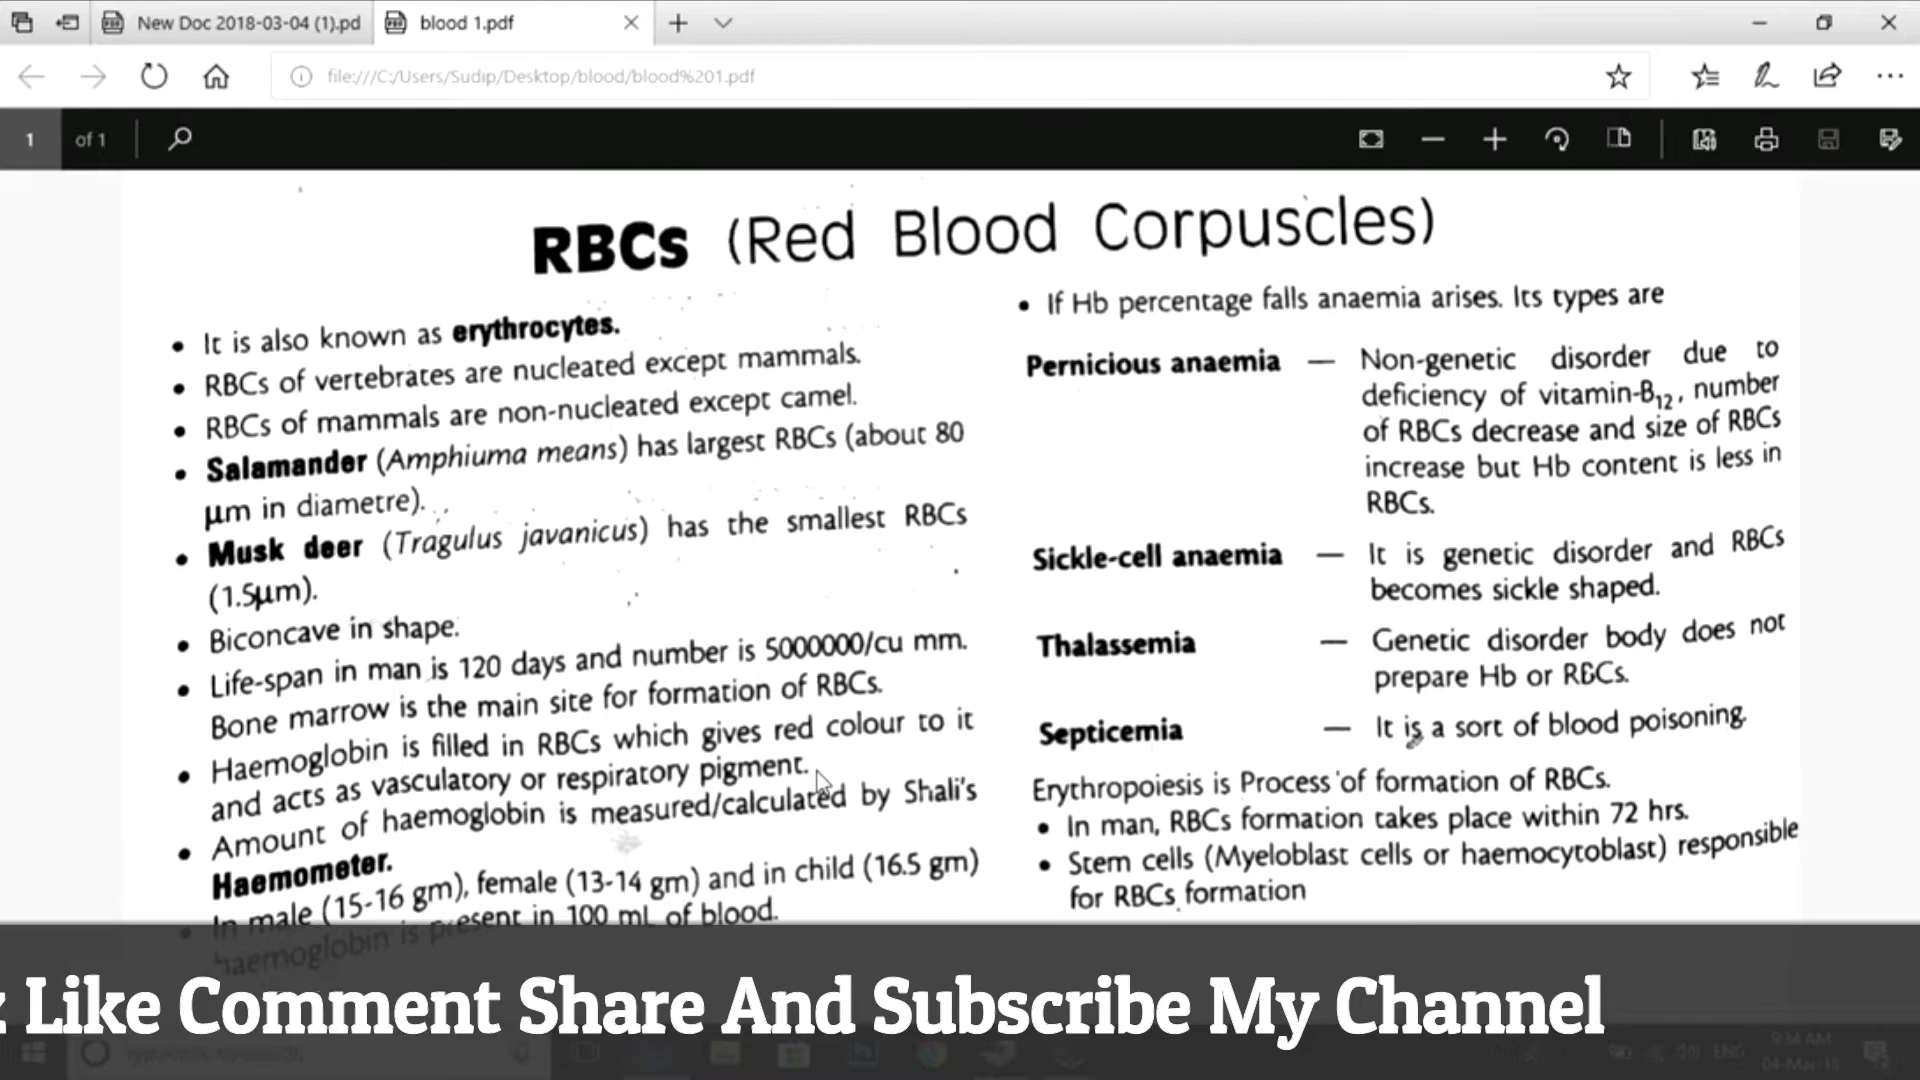 New Doc 2018-03-04 (1).pd
blood 1.pdf
file:///C:/Users/Sudip/Desktop/blood/blood%201.pdf
1 of 1
RBCs (Red Blood Corpuscles)
• It is also known as erythrocytes.
• RBCs of vertebrates are nucleated except mammals.
• RBCs of mammals are non-nucleated except camel.
• Salamander (Amphiuma means) has largest RBCs (about 80
µm in diametre).
• Musk deer (Tragulus javanicus) has the smallest RBCs
(1.5µm).
• Biconcave in shape.
• Life-span in man is 120 days and number is 5000000/cu mm.
Bone marrow is the main site for formation of RBCs.
• Haemoglobin is filled in RBCs which gives red colour to it
and acts as vasculatory or respiratory pigment.
• Amount of haemoglobin is measured/calculated by Shali's
Haemometer.
• In male (15-16 gm), female (13-14 gm) and in child (16.5 gm)
haemoglobin is present in 100 mL of blood.
• If Hb percentage falls anaemia arises. Its types are
Pernicious anaemia — Non-genetic disorder due to
deficiency of vitamin-B12, number
of RBCs decrease and size of RBCs
increase but Hb content is less in
RBCs.
Sickle-cell anaemia — It is genetic disorder and RBCs
becomes sickle shaped.
Thalassemia — Genetic disorder body does not
prepare Hb or RBCs.
Septicemia — It is a sort of blood poisoning.
Erythropoiesis is Process of formation of RBCs.
• In man, RBCs formation takes place within 72 hrs.
• Stem cells (Myeloblast cells or haemocytoblast) responsible
for RBCs formation
Like Comment Share And Subscribe My Channel
ENG
9:34 AM
04-Mar-18